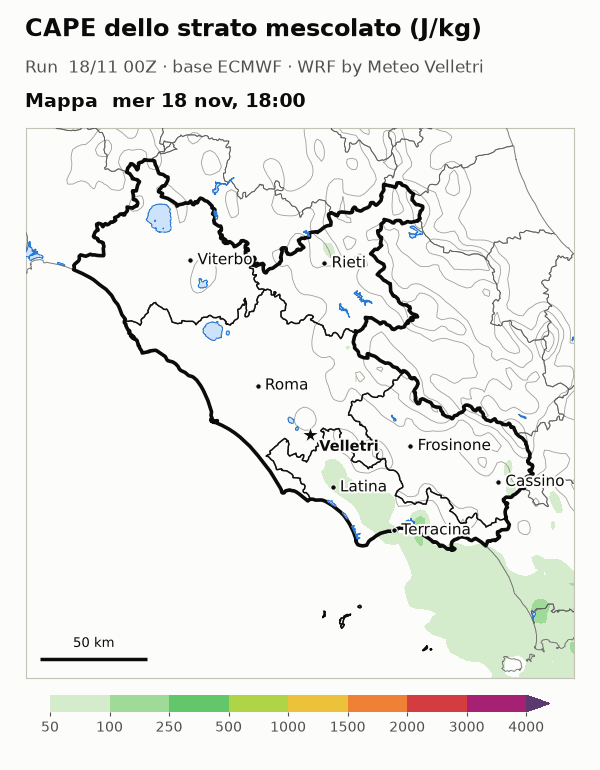 CAPE dello strato mescolato (J/kg)
Run 18/11 00Z · base ECMWF · WRF by Meteo Velletri
Mappa mer 18 nov, 18:00
Viterbo
Rieti
Roma
Velletri
Frosinone
Latina
Cassino
Terracina
50 km
50 100 250 500 1000 1500 2000 3000 4000